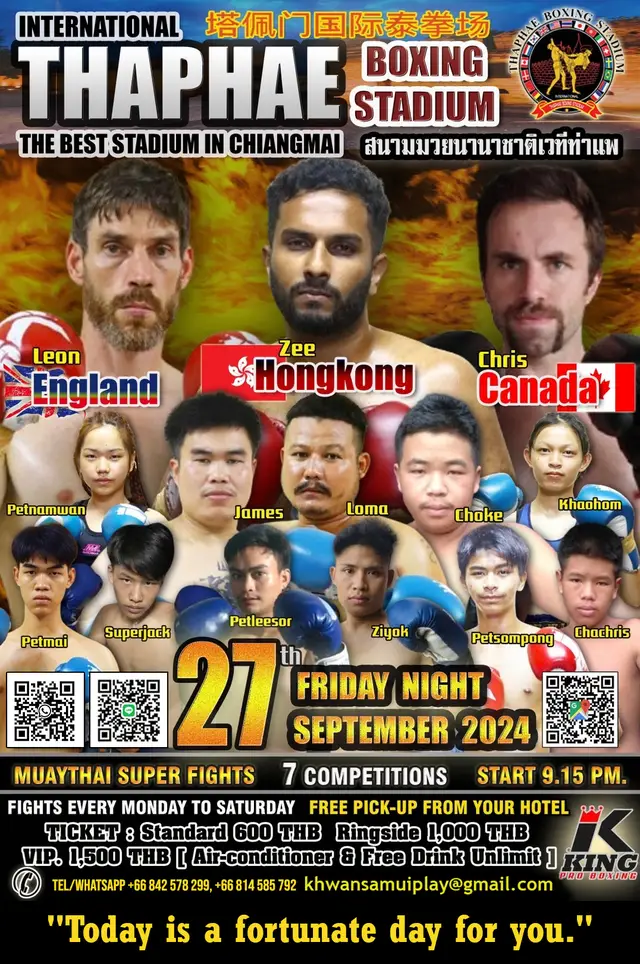 INTERNATIONAL
塔佩门国际泰拳场
THAPHAE
BOXING
STADIUM
THE BEST STADIUM IN CHIANGMAI
สนามมวยนานาชาติเวทีท่าแพ
THAPHAE BOXING STADIUM
Leon
England
Zee
Hongkong
Chris
Canada
Petnamwan
James
Loma
Choke
Khaohom
Petmai
Superjack
Petleesor
Ziyok
Petsompong
Chachris
27th
FRIDAY NIGHT
SEPTEMBER 2024
MUAYTHAI SUPER FIGHTS 7 COMPETITIONS START 9.15 PM.
FIGHTS EVERY MONDAY TO SATURDAY FREE PICK-UP FROM YOUR HOTEL
TICKET : Standard 600 THB Ringside 1,000 THB
VIP. 1,500 THB [ Air-conditioner & Free Drink Unlimit ]
K
KING
PRO BOXING
TEL/WHATSAPP +66 842 578 299, +66 814 585 792 khwansamuiplay@gmail.com
"Today is a fortunate day for you."